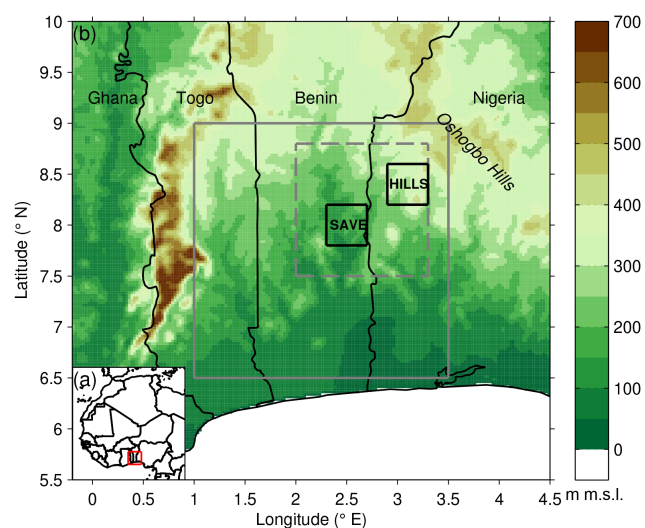 (b)
Ghana
Togo
Benin
Nigeria
Oshogbo Hills
HILLS
SAVE
(a)
10
9.5
9
8.5
8
7.5
7
6.5
6
5.5
Latitude (° N)
0 0.5 1 1.5 2 2.5 3 3.5 4 4.5
Longitude (° E)
700
600
500
400
300
200
100
0
m m.s.l.